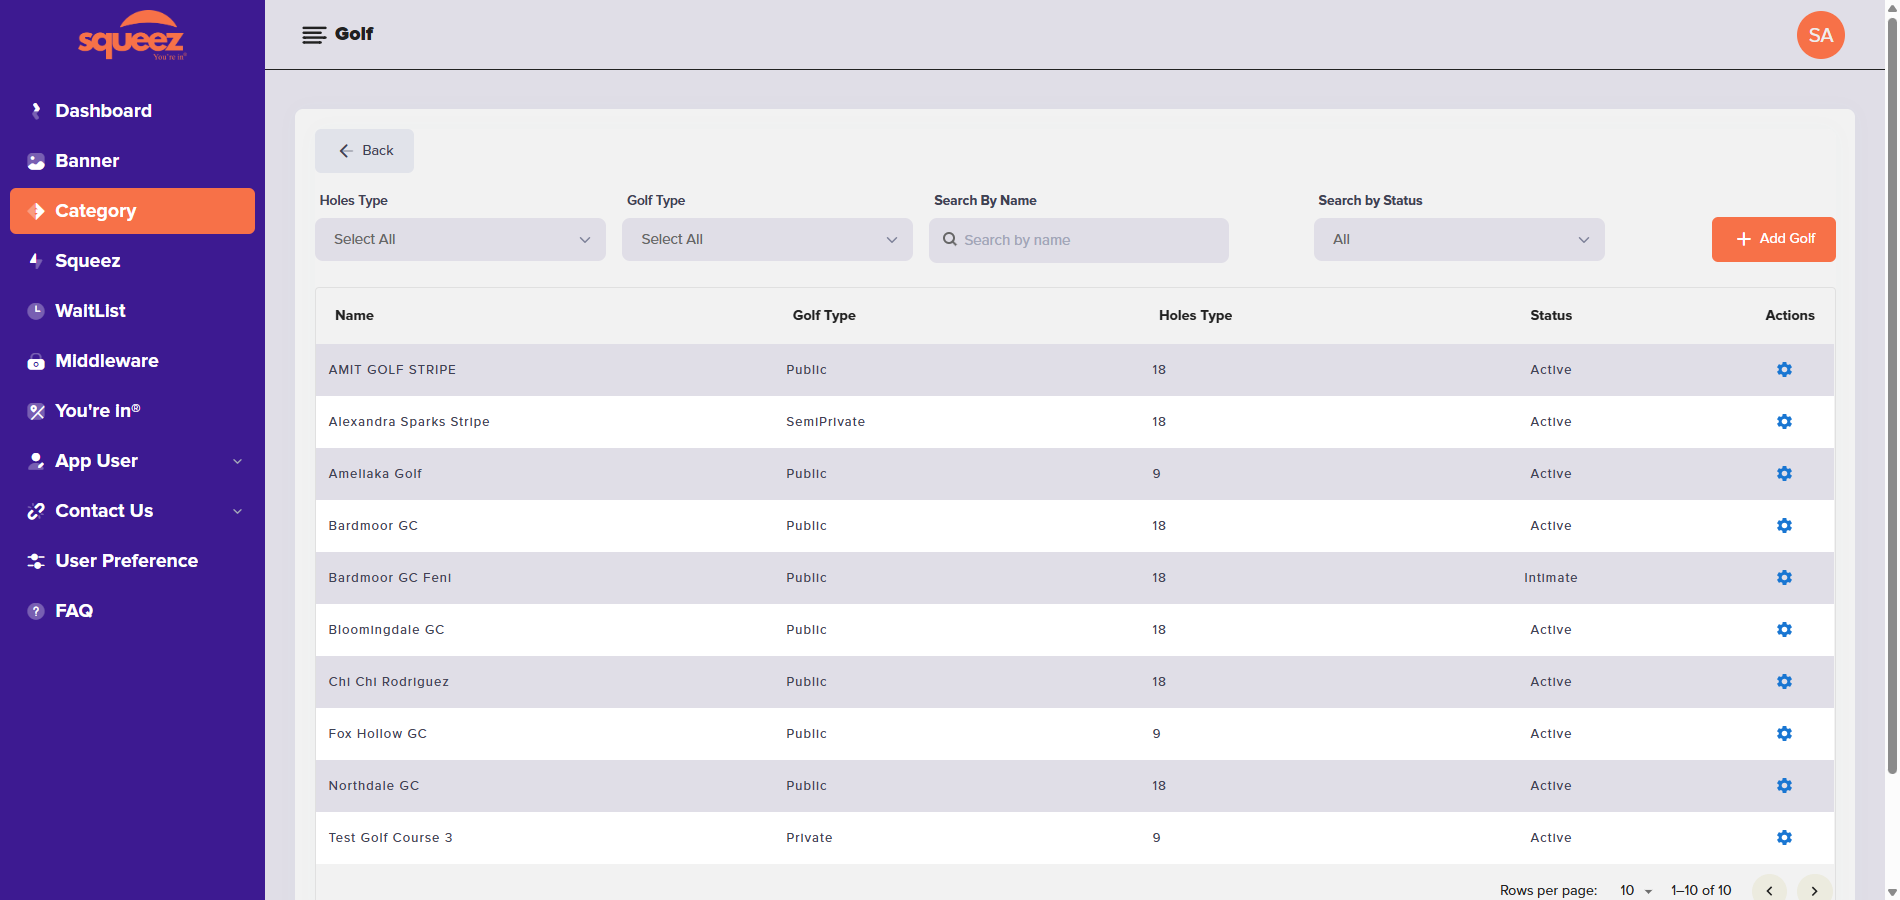 squeez
You're in®
Golf
SA
Dashboard
Banner
Category
Squeez
WaitList
Middleware
You're In®
App User
Contact Us
User Preference
FAQ
Back
Holes Type
Golf Type
Search By Name
Search by Status
Select All
Select All
Search by name
All
Add Golf
Name Golf Type Holes Type Status Actions
AMIT GOLF STRIPE Public 18 Active
Alexandra Sparks Stripe SemiPrivate 18 Active
Ameliaka Golf Public 9 Active
Bardmoor GC Public 18 Active
Bardmoor GC Feni Public 18 Intimate
Bloomingdale GC Public 18 Active
Chi Chi Rodriguez Public 18 Active
Fox Hollow GC Public 9 Active
Northdale GC Public 18 Active
Test Golf Course 3 Private 9 Active
Rows per page: 10 1–10 of 10